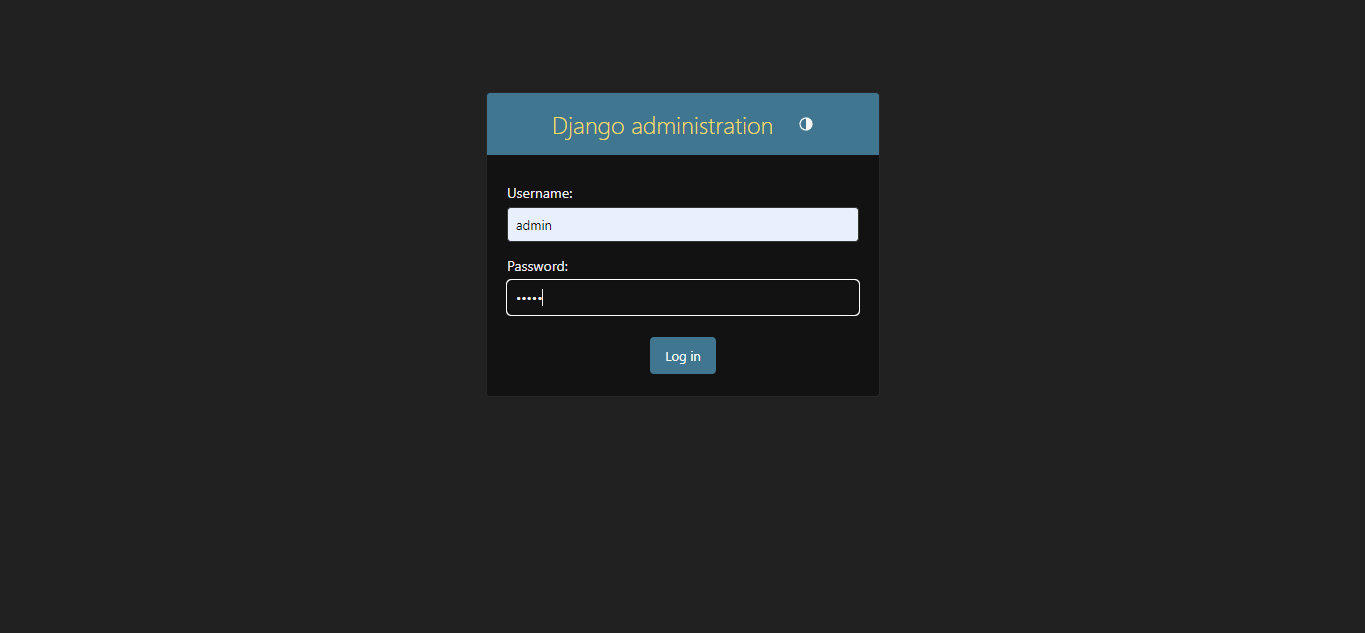 Django administration
Username:
admin
Password:
•••••
Log in